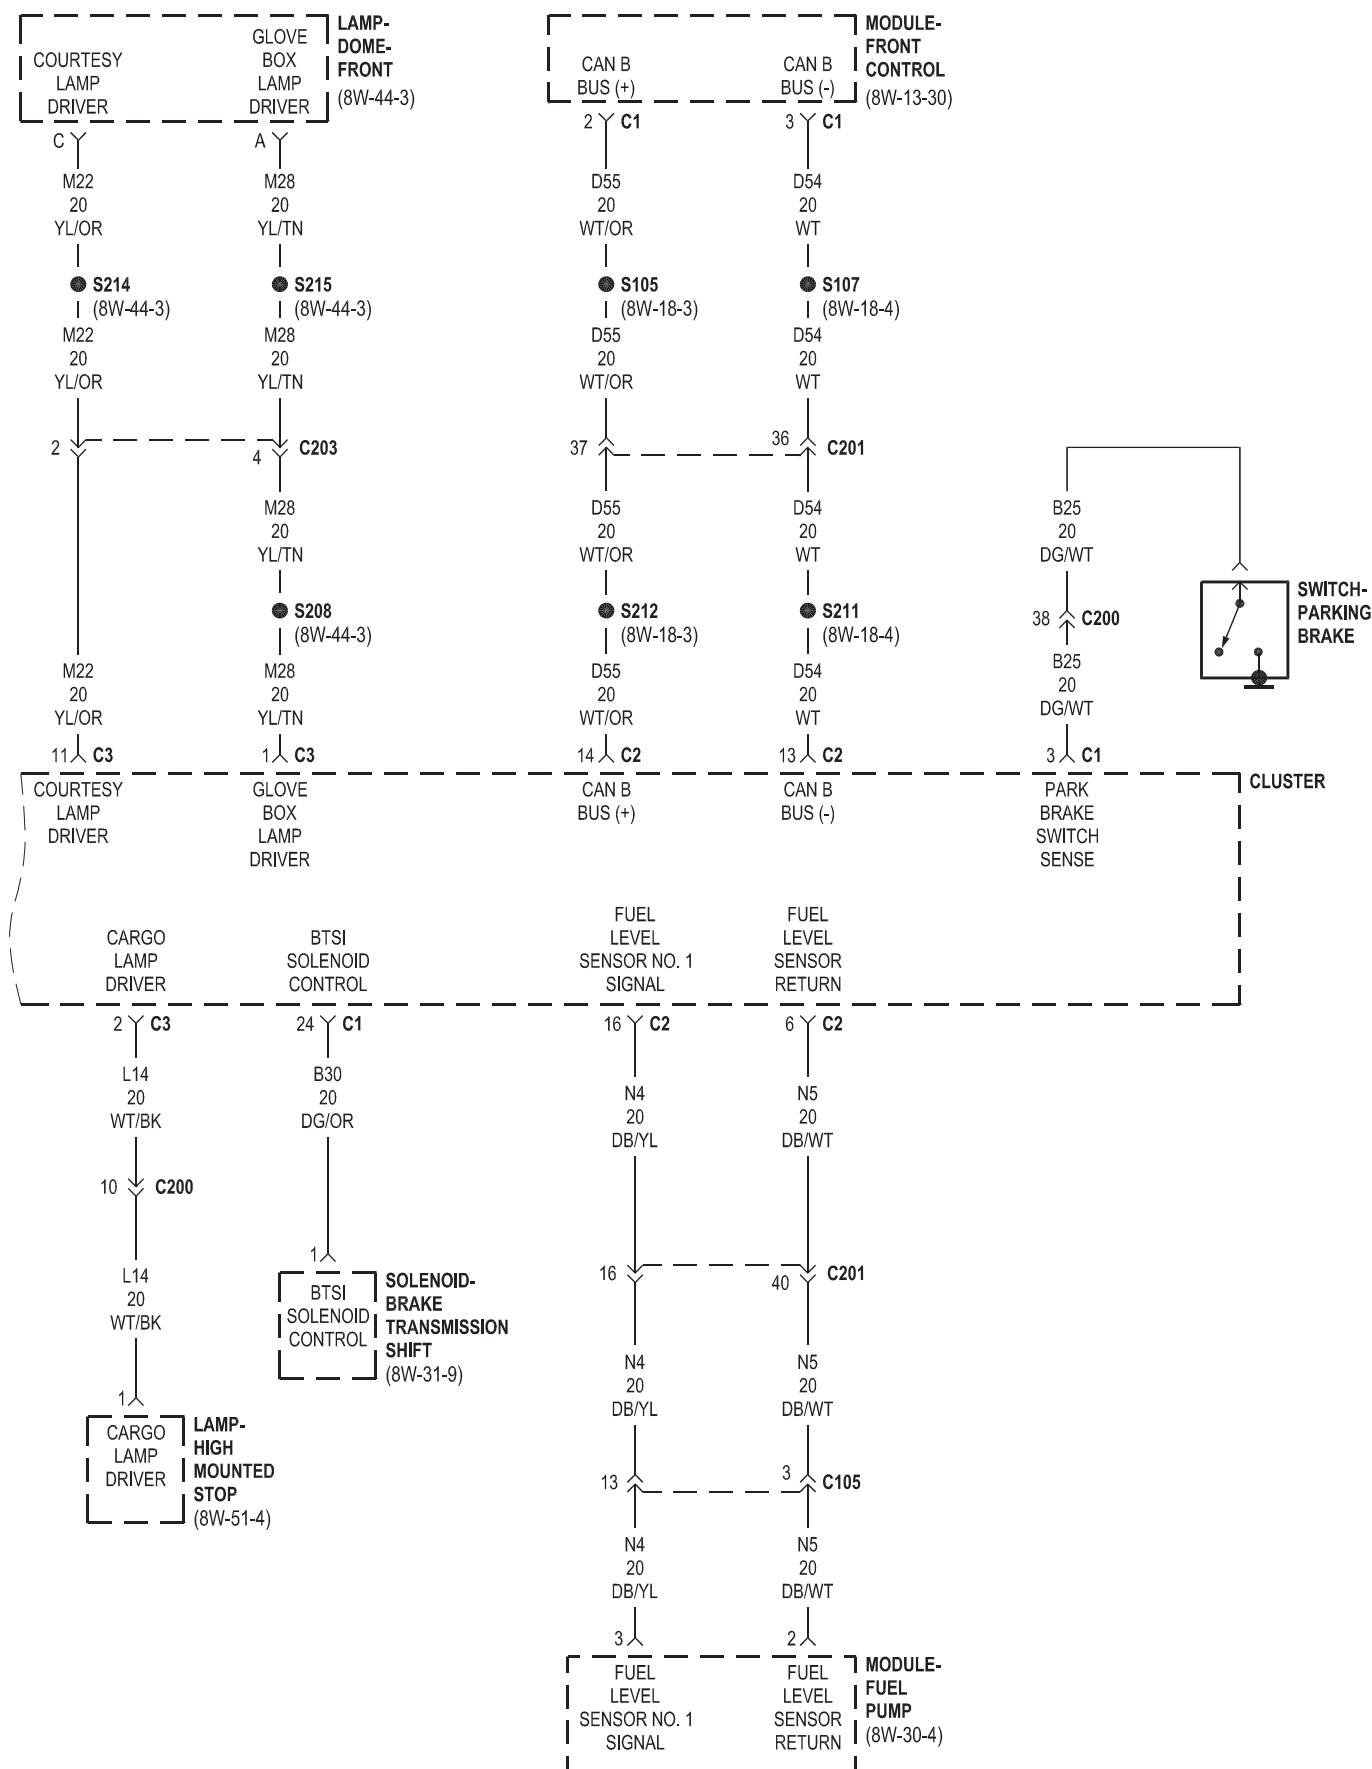 COURTESY
LAMP
DRIVER
GLOVE
BOX
LAMP
DRIVER
LAMP-
DOME-
FRONT
(8W-44-3)
CAN B
BUS (+)
CAN B
BUS (-)
MODULE-
FRONT
CONTROL
(8W-13-30)
C
A
2 C1
3 C1
M22
20
YL/OR
M28
20
YL/TN
D55
20
WT/OR
D54
20
WT
S214
(8W-44-3)
S215
(8W-44-3)
S105
(8W-18-3)
S107
(8W-18-4)
M22
20
YL/OR
M28
20
YL/TN
D55
20
WT/OR
D54
20
WT
2
4
C203
37
36
C201
M28
20
YL/TN
D55
20
WT/OR
D54
20
WT
B25
20
DG/WT
S208
(8W-44-3)
S212
(8W-18-3)
S211
(8W-18-4)
38 C200
SWITCH-
PARKING
BRAKE
M22
20
YL/OR
M28
20
YL/TN
D55
20
WT/OR
D54
20
WT
B25
20
DG/WT
11 C3
1 C3
14 C2
13 C2
3 C1
CLUSTER
COURTESY
LAMP
DRIVER
GLOVE
BOX
LAMP
DRIVER
CAN B
BUS (+)
CAN B
BUS (-)
PARK
BRAKE
SWITCH
SENSE
CARGO
LAMP
DRIVER
BTSI
SOLENOID
CONTROL
FUEL
LEVEL
SENSOR NO. 1
SIGNAL
FUEL
LEVEL
SENSOR
RETURN
2 C3
24 C1
16 C2
6 C2
L14
20
WT/BK
B30
20
DG/OR
N4
20
DB/YL
N5
20
DB/WT
10 C200
1
16
40
C201
L14
20
WT/BK
BTSI
SOLENOID
CONTROL
SOLENOID-
BRAKE
TRANSMISSION
SHIFT
(8W-31-9)
N4
20
DB/YL
N5
20
DB/WT
1
CARGO
LAMP
DRIVER
LAMP-
HIGH
MOUNTED
STOP
(8W-51-4)
13
3
C105
N4
20
DB/YL
N5
20
DB/WT
3
2
FUEL
LEVEL
SENSOR NO. 1
SIGNAL
FUEL
LEVEL
SENSOR
RETURN
MODULE-
FUEL
PUMP
(8W-30-4)